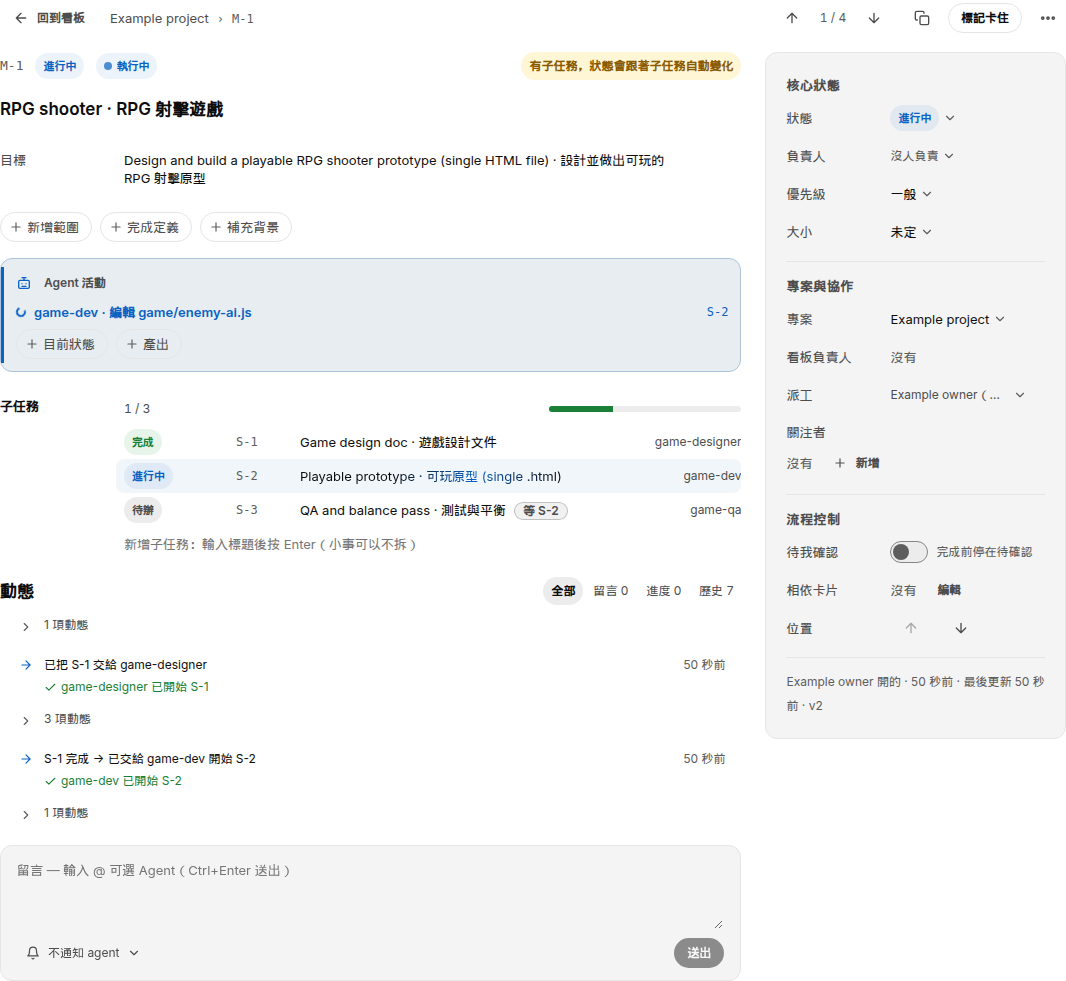 回到看板 Example project › M-1 1 / 4 標記卡住
M-1 進行中 執行中 有子任務，狀態會跟著子任務自動變化
RPG shooter · RPG 射擊遊戲
目標 Design and build a playable RPG shooter prototype (single HTML file) · 設計並做出可玩的
RPG 射擊原型
新增範圍 完成定義 補充背景
Agent 活動
game-dev · 編輯 game/enemy-ai.js S-2
目前狀態 產出
子任務 1 / 3
完成 S-1 Game design doc · 遊戲設計文件 game-designer
進行中 S-2 Playable prototype · 可玩原型 (single .html) game-dev
待辦 S-3 QA and balance pass · 測試與平衡 等 S-2 game-qa
新增子任務：輸入標題後按 Enter（小事可以不拆）
動態 全部 留言 0 進度 0 歷史 7
1 項動態
已把 S-1 交給 game-designer 50 秒前
game-designer 已開始 S-1
3 項動態
S-1 完成 → 已交給 game-dev 開始 S-2 50 秒前
game-dev 已開始 S-2
1 項動態
留言 — 輸入 @ 可選 Agent（Ctrl+Enter 送出）
不通知 agent 送出
核心狀態
狀態 進行中
負責人 沒人負責
優先級 一般
大小 未定
專案與協作
專案 Example project
看板負責人 沒有
派工 Example owner（...
關注者
沒有 新增
流程控制
待我確認 完成前停在待確認
相依卡片 沒有 編輯
位置
Example owner 開的 · 50 秒前 · 最後更新 50 秒
前 · v2